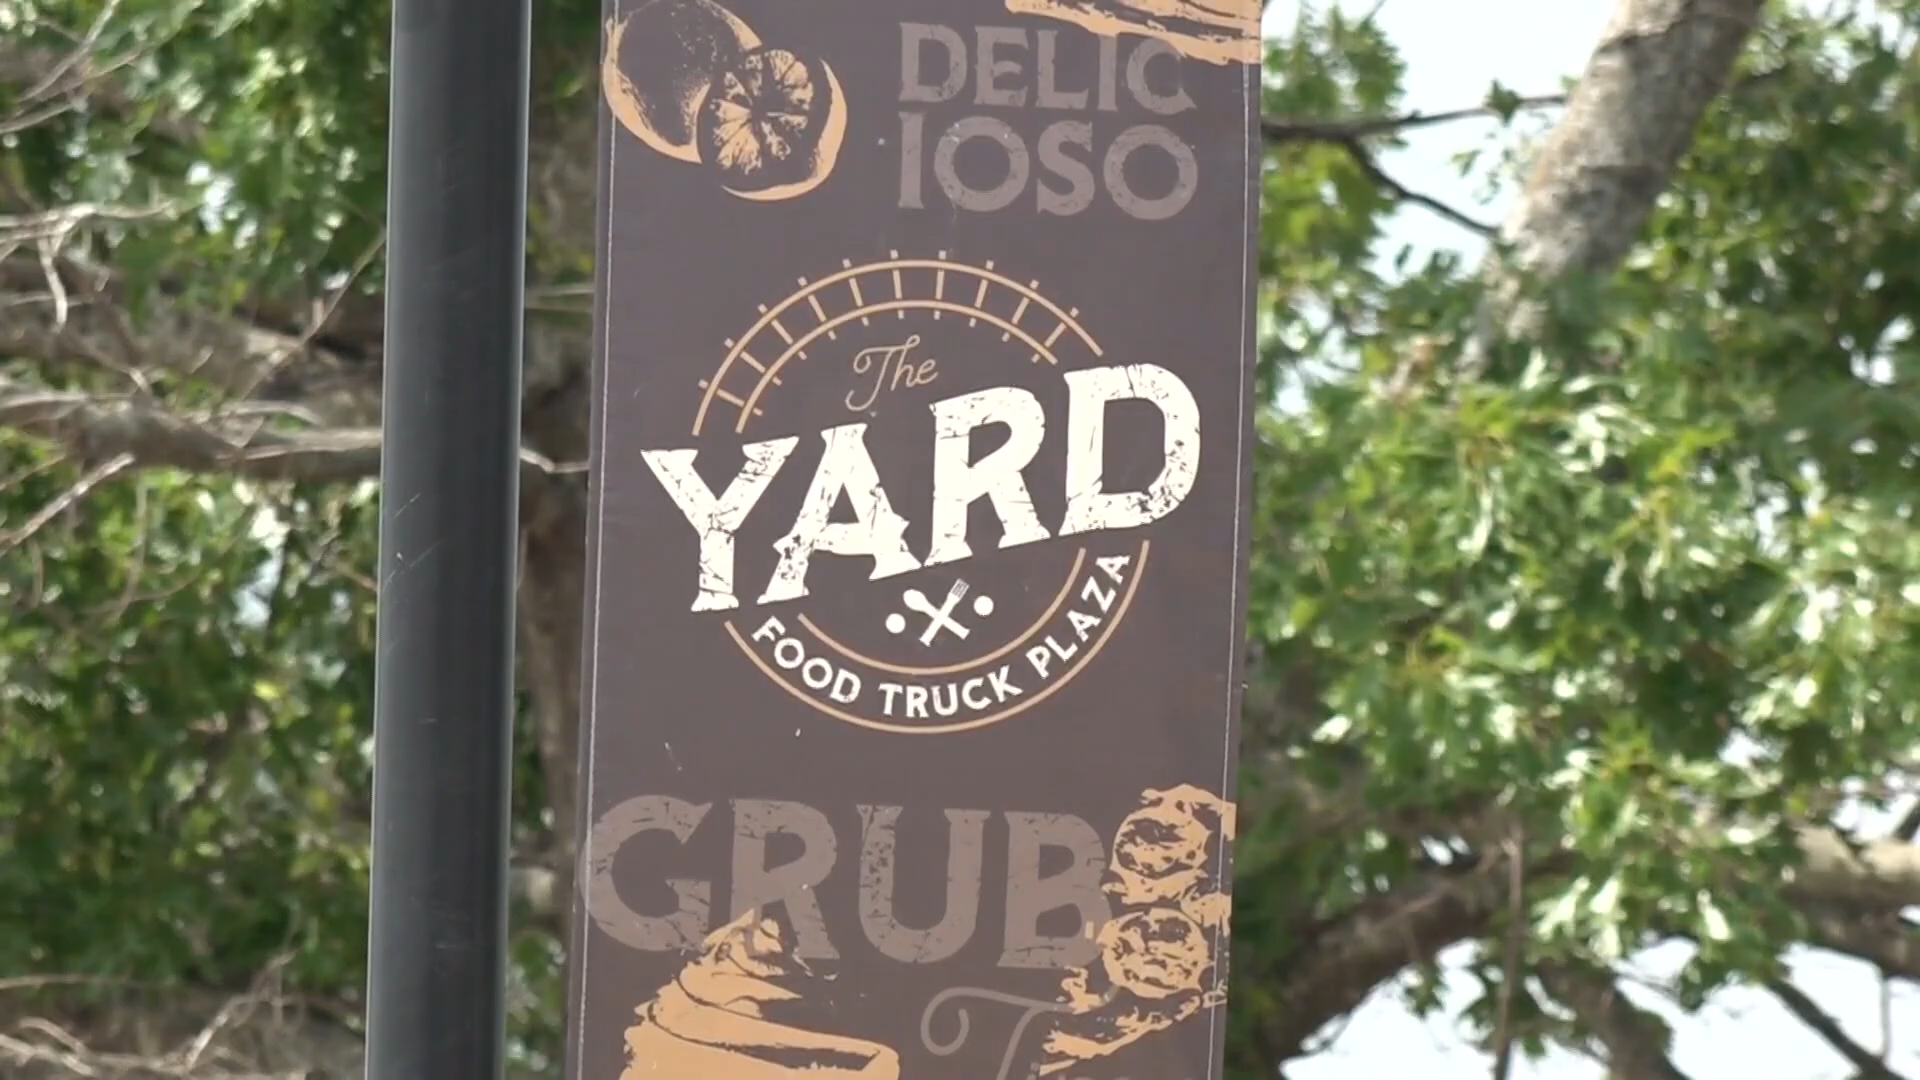 DELIC
IOSO
The
YARD
FOOD TRUCK PLAZA
GRUB